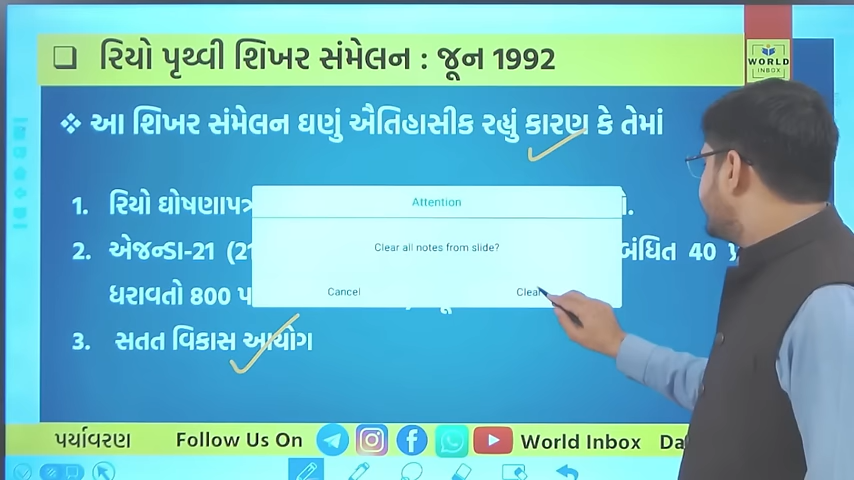 ❑ રિયો પૃથ્વી શિખર સંમેલન : જૂન 1992
WORLD
INBOX
❖ આ શિખર સંમેલન ઘણું ઐતિહાસીક રહ્યું કારણ કે તેમાં
1. રિયો ઘોષણાપત્ર
2. એજન્ડા-21 (21 બંધિત 40
ધરાવતો 800
3. સતત વિકાસ આયોગ
Attention
Clear all notes from slide?
Cancel Clear
પર્યાવરણ Follow Us On World Inbox